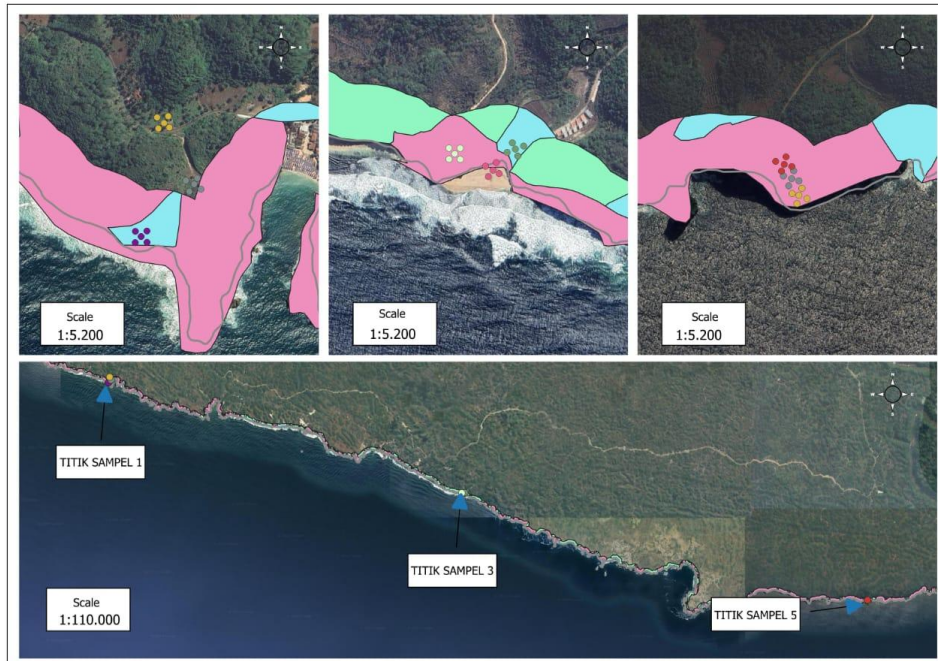 Scale
1:5.200
Scale
1:5.200
Scale
1:5.200
TITIK SAMPEL 1
TITIK SAMPEL 3
TITIK SAMPEL 5
Scale
1:110.000